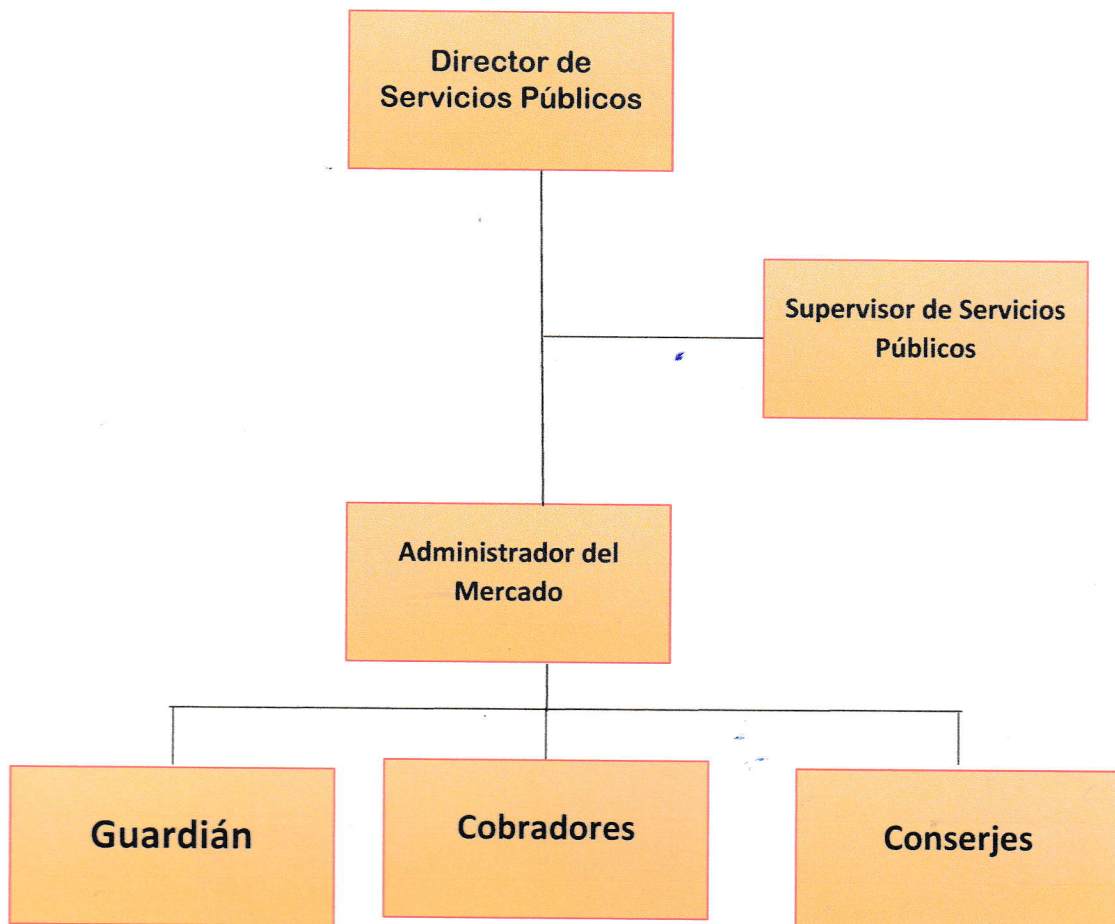 Director de
Servicios Públicos
Supervisor de Servicios
Públicos
Administrador del
Mercado
Guardián
Cobradores
Conserjes